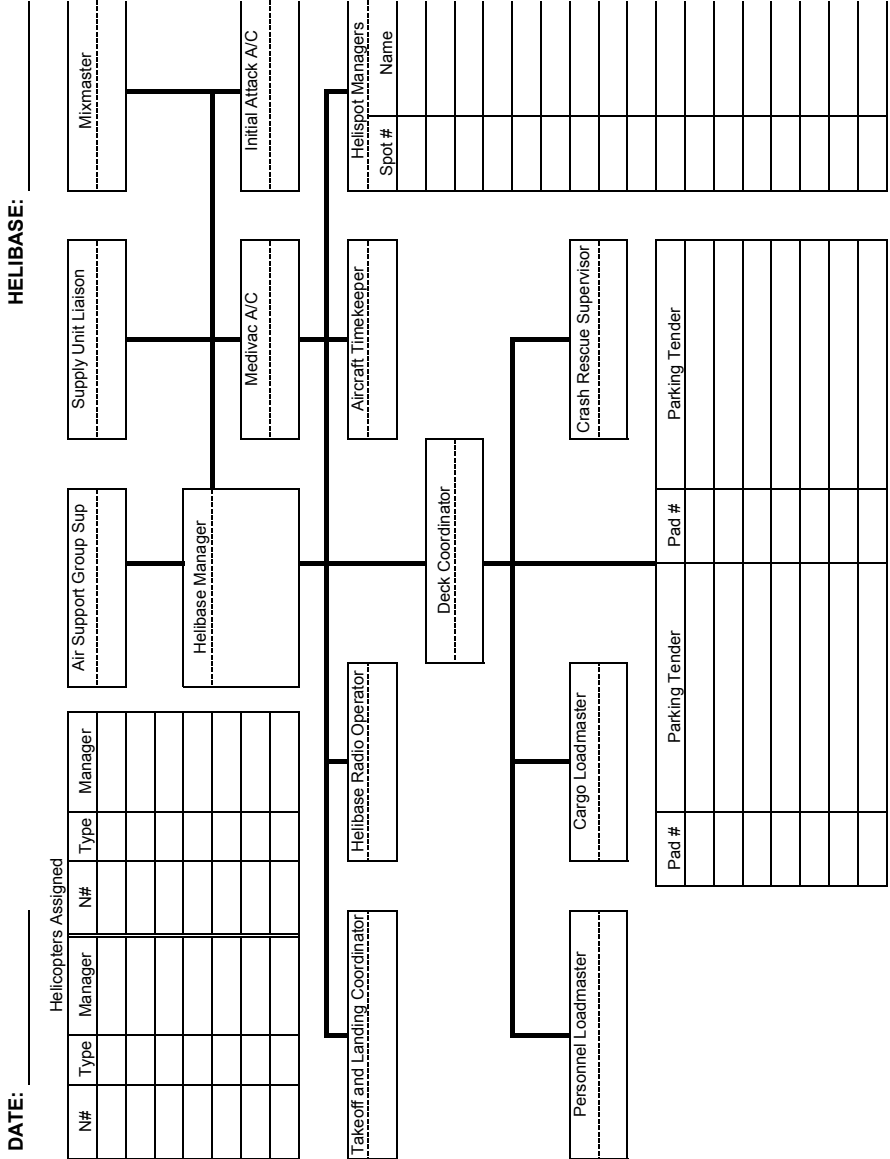 DATE: HELIBASE:
Helicopters Assigned
N# Type Manager N# Type Manager
Air Support Group Sup
Supply Unit Liaison
Mixmaster
Helibase Manager
Medivac A/C
Initial Attack A/C
Takeoff and Landing Coordinator
Helibase Radio Operator
Aircraft Timekeeper
Helispot Managers
Spot # Name
Deck Coordinator
Personnel Loadmaster
Cargo Loadmaster
Crash Rescue Supervisor
Pad # Parking Tender Pad # Parking Tender